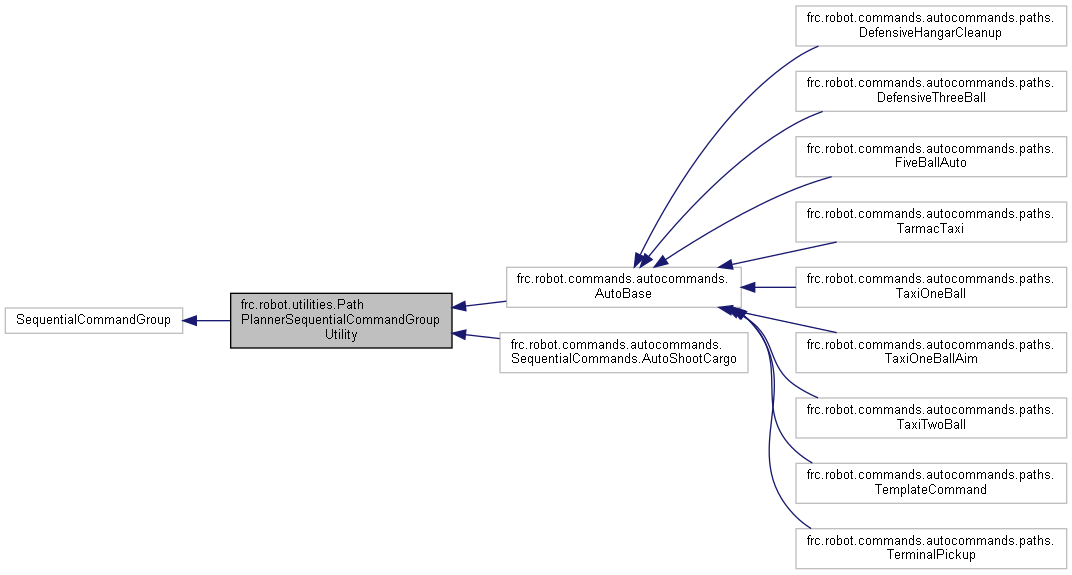 SequentialCommandGroup
frc.robot.utilities.Path
PlannerSequentialCommandGroup
Utility
frc.robot.commands.autocommands.
AutoBase
frc.robot.commands.autocommands.
SequentialCommands.AutoShootCargo
frc.robot.commands.autocommands.paths.
DefensiveHangarCleanup
frc.robot.commands.autocommands.paths.
DefensiveThreeBall
frc.robot.commands.autocommands.paths.
FiveBallAuto
frc.robot.commands.autocommands.paths.
TarmacTaxi
frc.robot.commands.autocommands.paths.
TaxiOneBall
frc.robot.commands.autocommands.paths.
TaxiOneBallAim
frc.robot.commands.autocommands.paths.
TaxiTwoBall
frc.robot.commands.autocommands.paths.
TemplateCommand
frc.robot.commands.autocommands.paths.
TerminalPickup